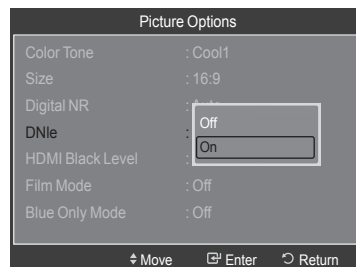 Picture Options
Color Tone : Cool1
Size : 16:9
Digital NR :
DNIe :
Off
On
HDMI Black Level :
Film Mode : Off
Blue Only Mode : Off
Move Enter Return